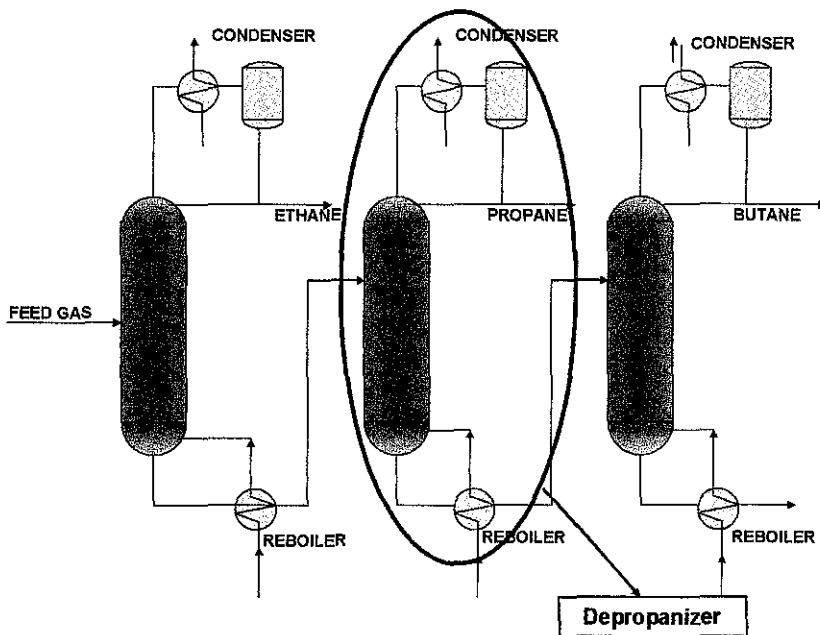 CONDENSER
CONDENSER
CONDENSER
ETHANE
PROPANE
BUTANE
FEED GAS
REBOILER
REBOILER
REBOILER
Depropanizer